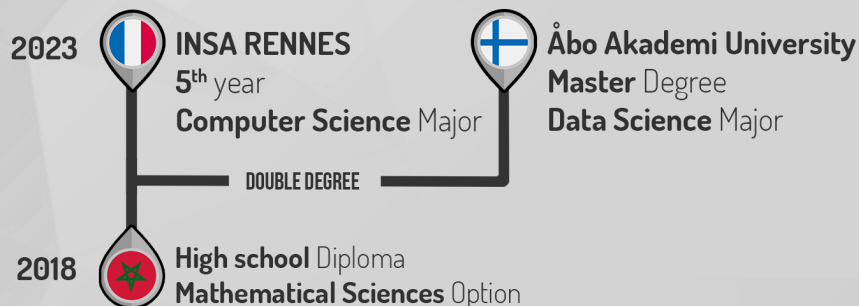 2023
INSA RENNES
5th year
Computer Science Major
Åbo Akademi University
Master Degree
Data Science Major
DOUBLE DEGREE
2018
High school Diploma
Mathematical Sciences Option